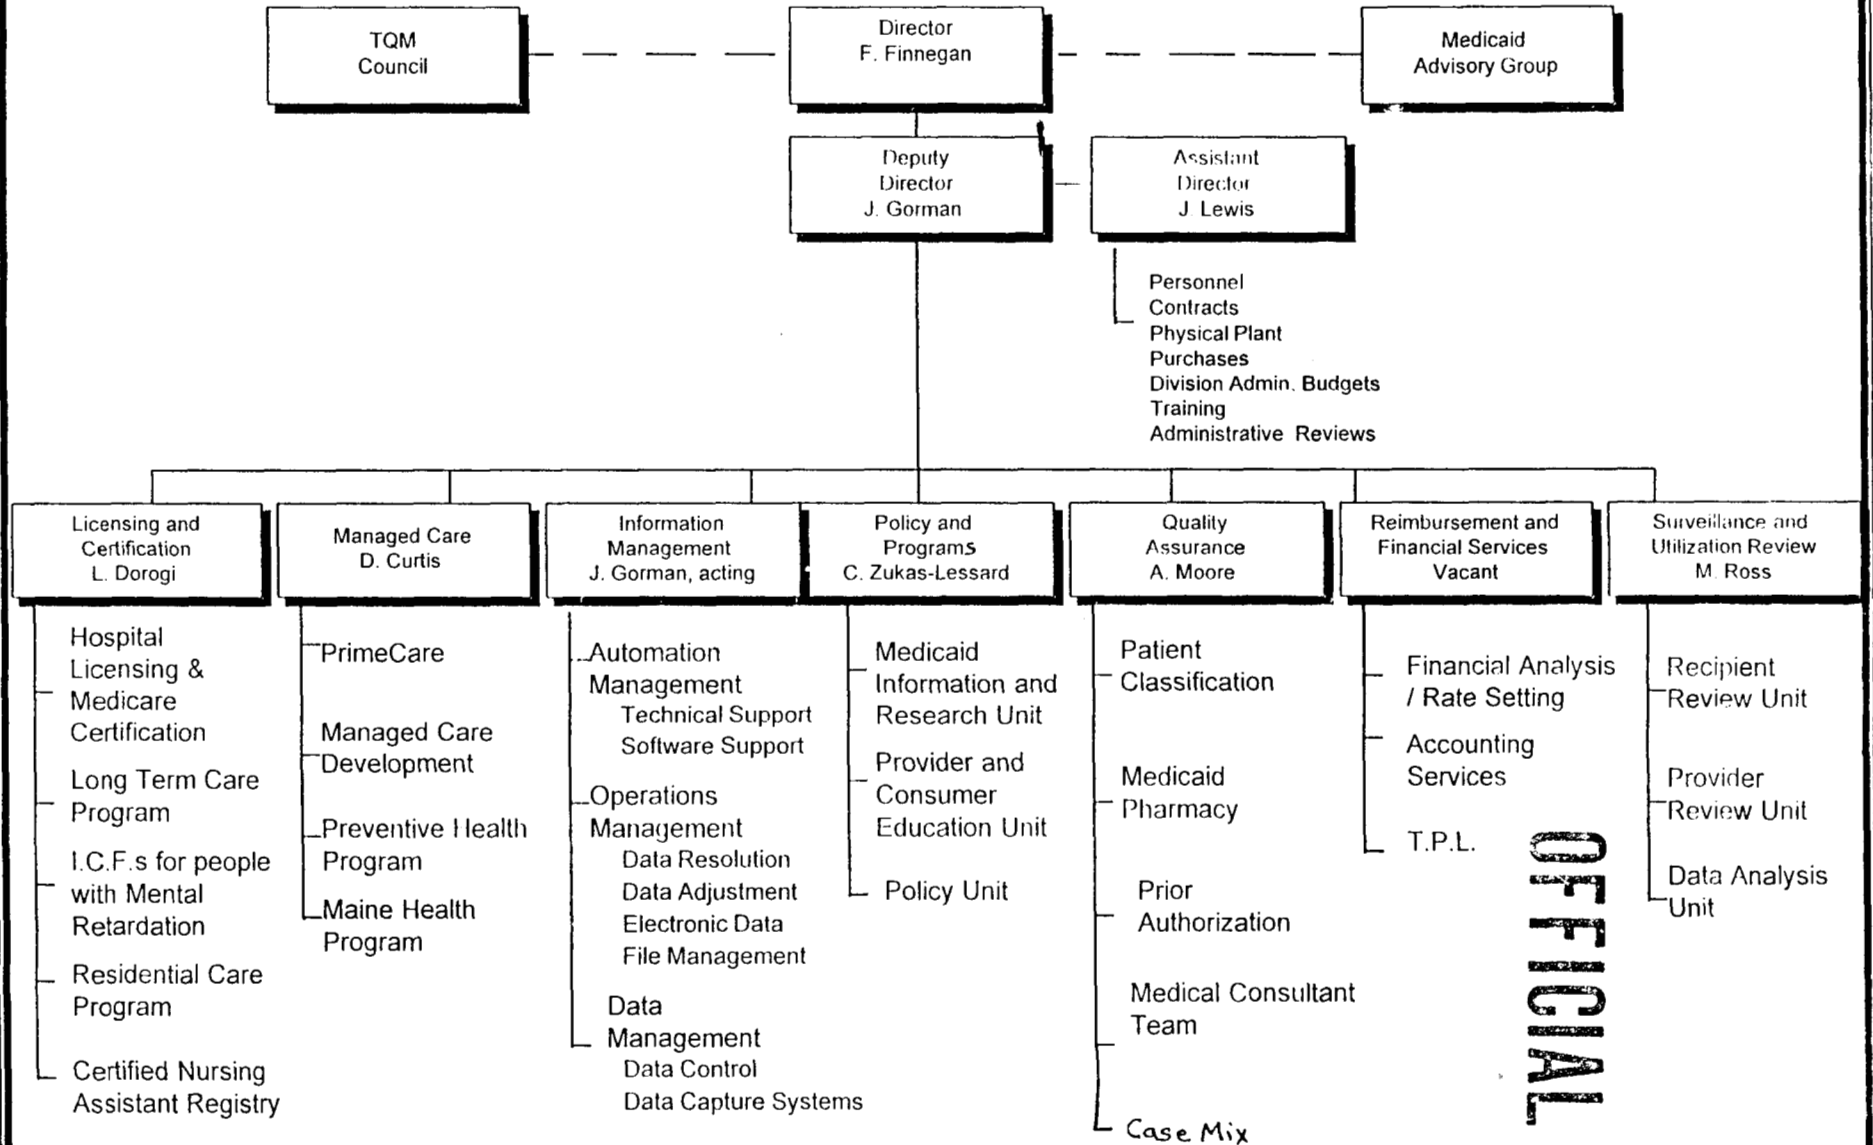 TQM
Council
Director
F. Finnegan
Medicaid
Advisory Group
Deputy
Director
J. Gorman
Assistant
Director
J. Lewis
Personnel
Contracts
Physical Plant
Purchases
Division Admin. Budgets
Training
Administrative Reviews
Licensing and
Certification
L. Dorogi
Managed Care
D. Curtis
Information
Management
J. Gorman, acting
Policy and
Programs
C. Zukas-Lessard
Quality
Assurance
A. Moore
Reimbursement and
Financial Services
Vacant
Surveillance and
Utilization Review
M. Ross
Hospital
Licensing &
Medicare
Certification
Long Term Care
Program
I.C.F.s for people
with Mental
Retardation
Residential Care
Program
Certified Nursing
Assistant Registry
PrimeCare
Managed Care
Development
Preventive Health
Program
Maine Health
Program
Automation
Management
Technical Support
Software Support
Operations
Management
Data Resolution
Data Adjustment
Electronic Data
File Management
Data
Management
Data Control
Data Capture Systems
Medicaid
Information and
Research Unit
Provider and
Consumer
Education Unit
Policy Unit
Patient
Classification
Medicaid
Pharmacy
Prior
Authorization
Medical Consultant
Team
Case Mix
Financial Analysis
/ Rate Setting
Accounting
Services
T.P.L.
Recipient
Review Unit
Provider
Review Unit
Data Analysis
Unit
OFFICIAL